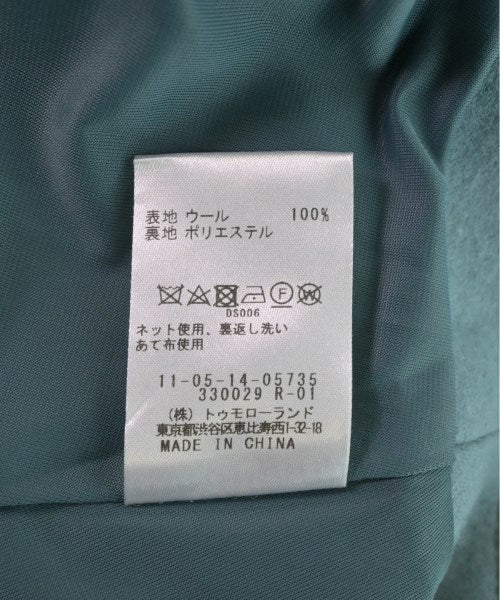 表地 ウール 100%
裏地 ポリエステル
F W
DS006
ネット使用、裏返し洗い
あて布使用
11-05-14-05735
330029 R-01
(株) トゥモローランド
東京都渋谷区恵比寿西1-32-18
MADE IN CHINA